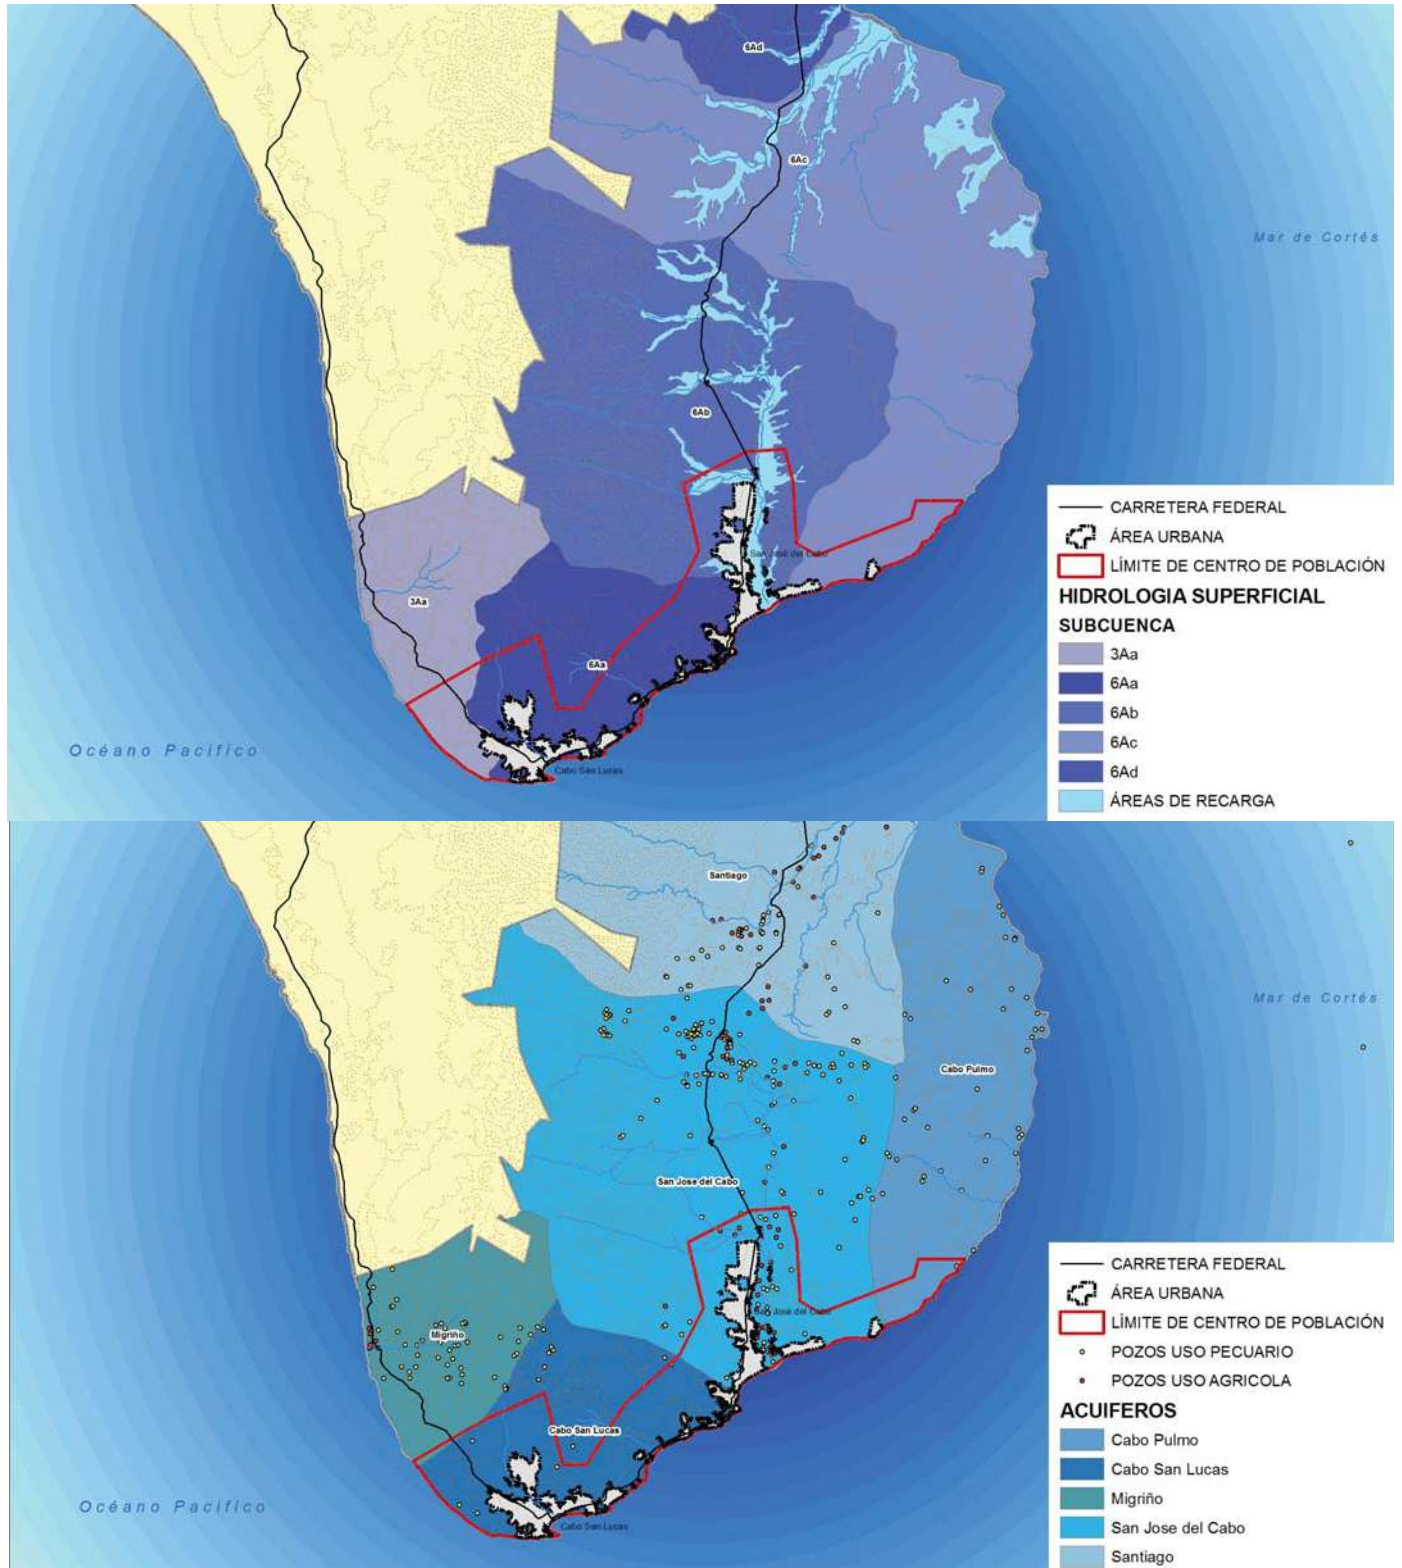 6Ad
6Ac
Mar de Cortés
6Ab
San José del Cabo
3Aa
6Aa
Océano Pacífico
Cabo San Lucas
CARRETERA FEDERAL
ÁREA URBANA
LÍMITE DE CENTRO DE POBLACIÓN
HIDROLOGIA SUPERFICIAL
SUBCUENCA
3Aa
6Aa
6Ab
6Ac
6Ad
ÁREAS DE RECARGA
Santiago
Mar de Cortés
Cabo Pulmo
San Jose del Cabo
San José del Cabo
Migriño
Cabo San Lucas
Océano Pacífico
Cabo San Lucas
CARRETERA FEDERAL
ÁREA URBANA
LÍMITE DE CENTRO DE POBLACIÓN
POZOS USO PECUARIO
POZOS USO AGRICOLA
ACUIFEROS
Cabo Pulmo
Cabo San Lucas
Migriño
San Jose del Cabo
Santiago